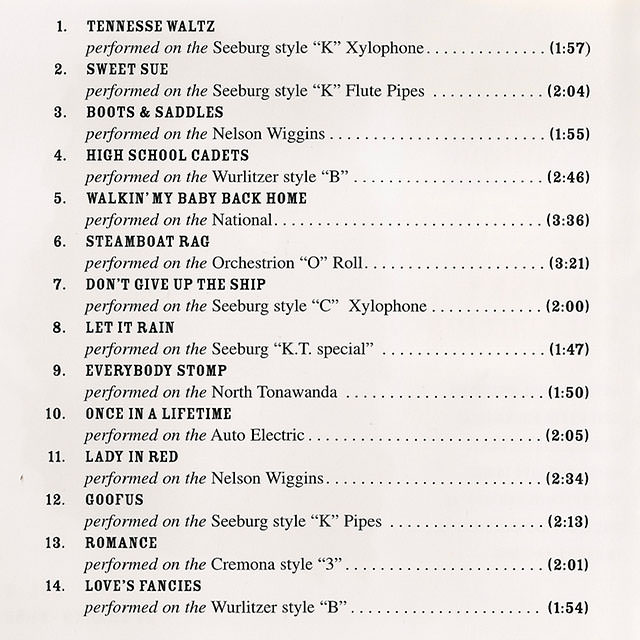 1. TENNESSE WALTZ
performed on the Seeburg style “K” Xylophone. . . . . . . . . . . . . . . (1:57)
2. SWEET SUE
performed on the Seeburg style “K” Flute Pipes . . . . . . . . . . . . . . (2:04)
3. BOOTS & SADDLES
performed on the Nelson Wiggins . . . . . . . . . . . . . . . . . . . . . . . . . . (1:55)
4. HIGH SCHOOL CADETS
performed on the Wurlitzer style “B” . . . . . . . . . . . . . . . . . . . . . . . (2:46)
5. WALKIN’ MY BABY BACK HOME
performed on the National. . . . . . . . . . . . . . . . . . . . . . . . . . . . . . . . (3:36)
6. STEAMBOAT RAG
performed on the Orchestrion “O” Roll. . . . . . . . . . . . . . . . . . . . . . (3:21)
7. DON’T GIVE UP THE SHIP
performed on the Seeburg style “C” Xylophone . . . . . . . . . . . . . . (2:00)
8. LET IT RAIN
performed on the Seeburg “K.T. special” . . . . . . . . . . . . . . . . . . . . (1:47)
9. EVERYBODY STOMP
performed on the North Tonawanda . . . . . . . . . . . . . . . . . . . . . . . . (1:50)
10. ONCE IN A LIFETIME
performed on the Auto Electric . . . . . . . . . . . . . . . . . . . . . . . . . . . . (2:05)
11. LADY IN RED
performed on the Nelson Wiggins. . . . . . . . . . . . . . . . . . . . . . . . . . (2:34)
12. GOOFUS
performed on the Seeburg style “K” Pipes . . . . . . . . . . . . . . . . . . . (2:13)
13. ROMANCE
performed on the Cremona style “3” . . . . . . . . . . . . . . . . . . . . . . . . (2:01)
14. LOVE’S FANCIES
performed on the Wurlitzer style “B” . . . . . . . . . . . . . . . . . . . . . . . (1:54)